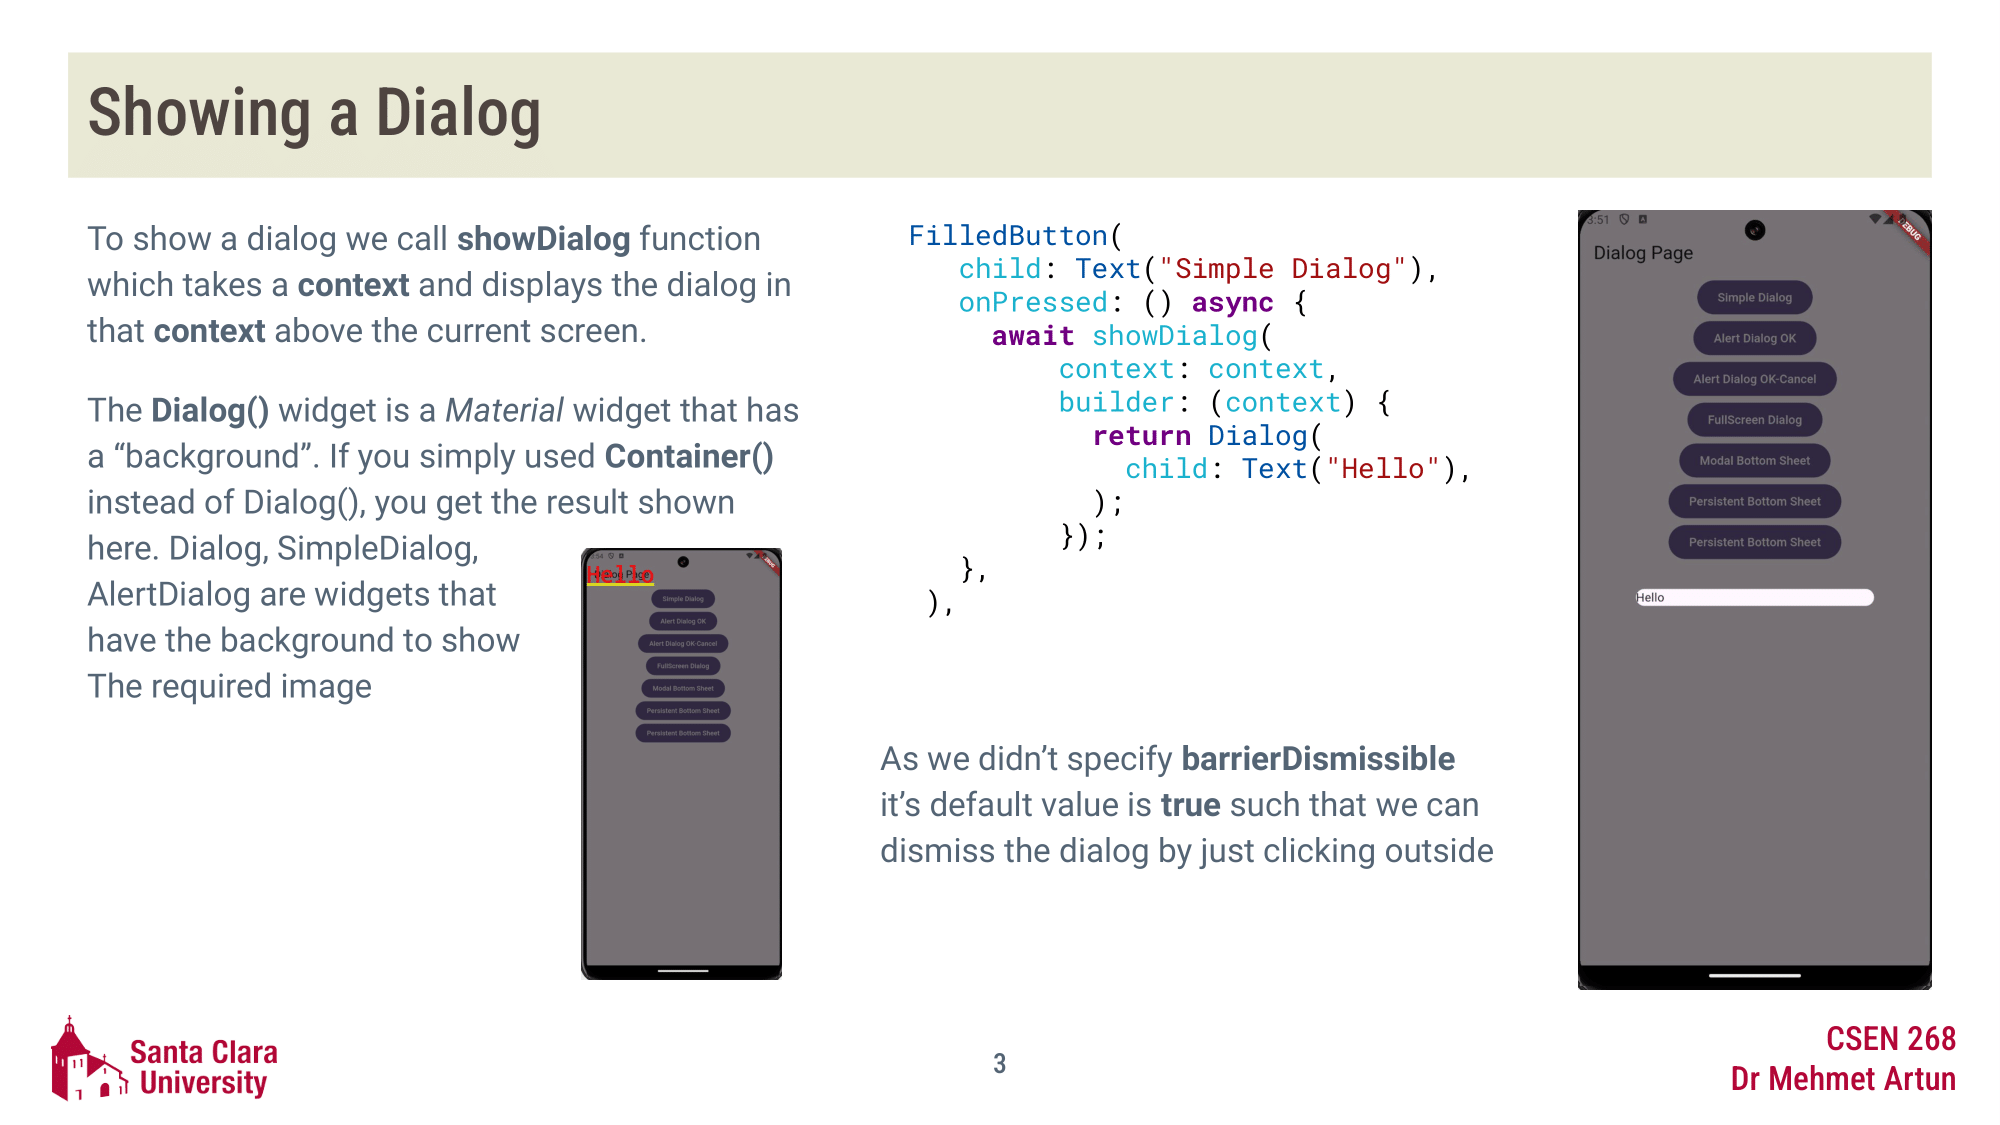 Showing a Dialog
To show a dialog we call showDialog function
which takes a context and displays the dialog in
that context above the current screen.
The Dialog() widget is a Material widget that has
a “background”. If you simply used Container()
instead of Dialog(), you get the result shown
here. Dialog, SimpleDialog,
AlertDialog are widgets that
have the background to show
The required image
Hello
Dialog Page
Simple Dialog
Alert Dialog OK
Alert Dialog OK-Cancel
FullScreen Dialog
Modal Bottom Sheet
Persistent Bottom Sheet
Persistent Bottom Sheet
FilledButton(
child: Text("Simple Dialog"),
onPressed: () async {
await showDialog(
context: context,
builder: (context) {
return Dialog(
child: Text("Hello"),
);
});
},
),
As we didn’t specify barrierDismissible
it’s default value is true such that we can
dismiss the dialog by just clicking outside
3:51
Dialog Page
Simple Dialog
Alert Dialog OK
Alert Dialog OK-Cancel
FullScreen Dialog
Modal Bottom Sheet
Persistent Bottom Sheet
Persistent Bottom Sheet
Hello
Santa Clara
University
3
CSEN 268
Dr Mehmet Artun